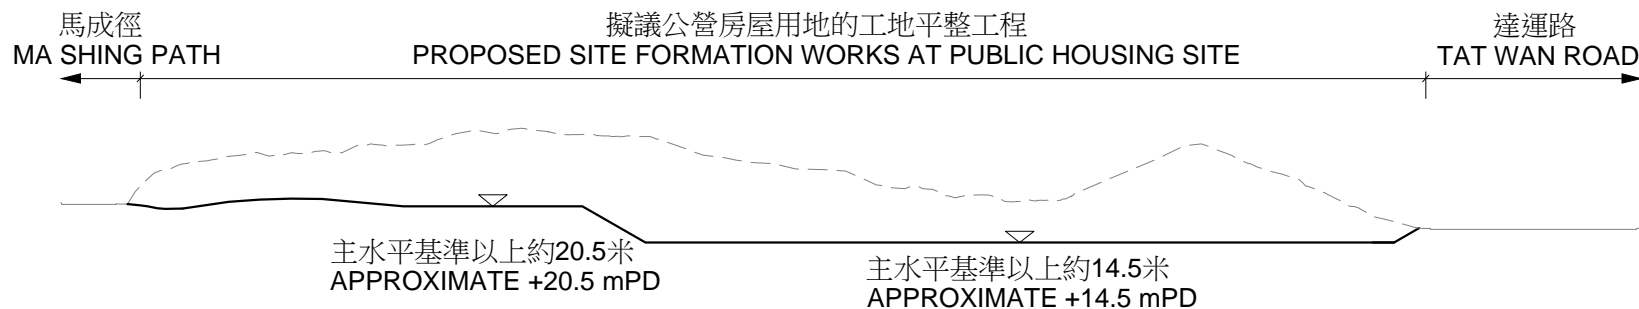 馬成徑
MA SHING PATH
擬議公營房屋用地的工地平整工程
PROPOSED SITE FORMATION WORKS AT PUBLIC HOUSING SITE
達運路
TAT WAN ROAD
主水平基準以上約20.5米
APPROXIMATE +20.5 mPD
主水平基準以上約14.5米
APPROXIMATE +14.5 mPD